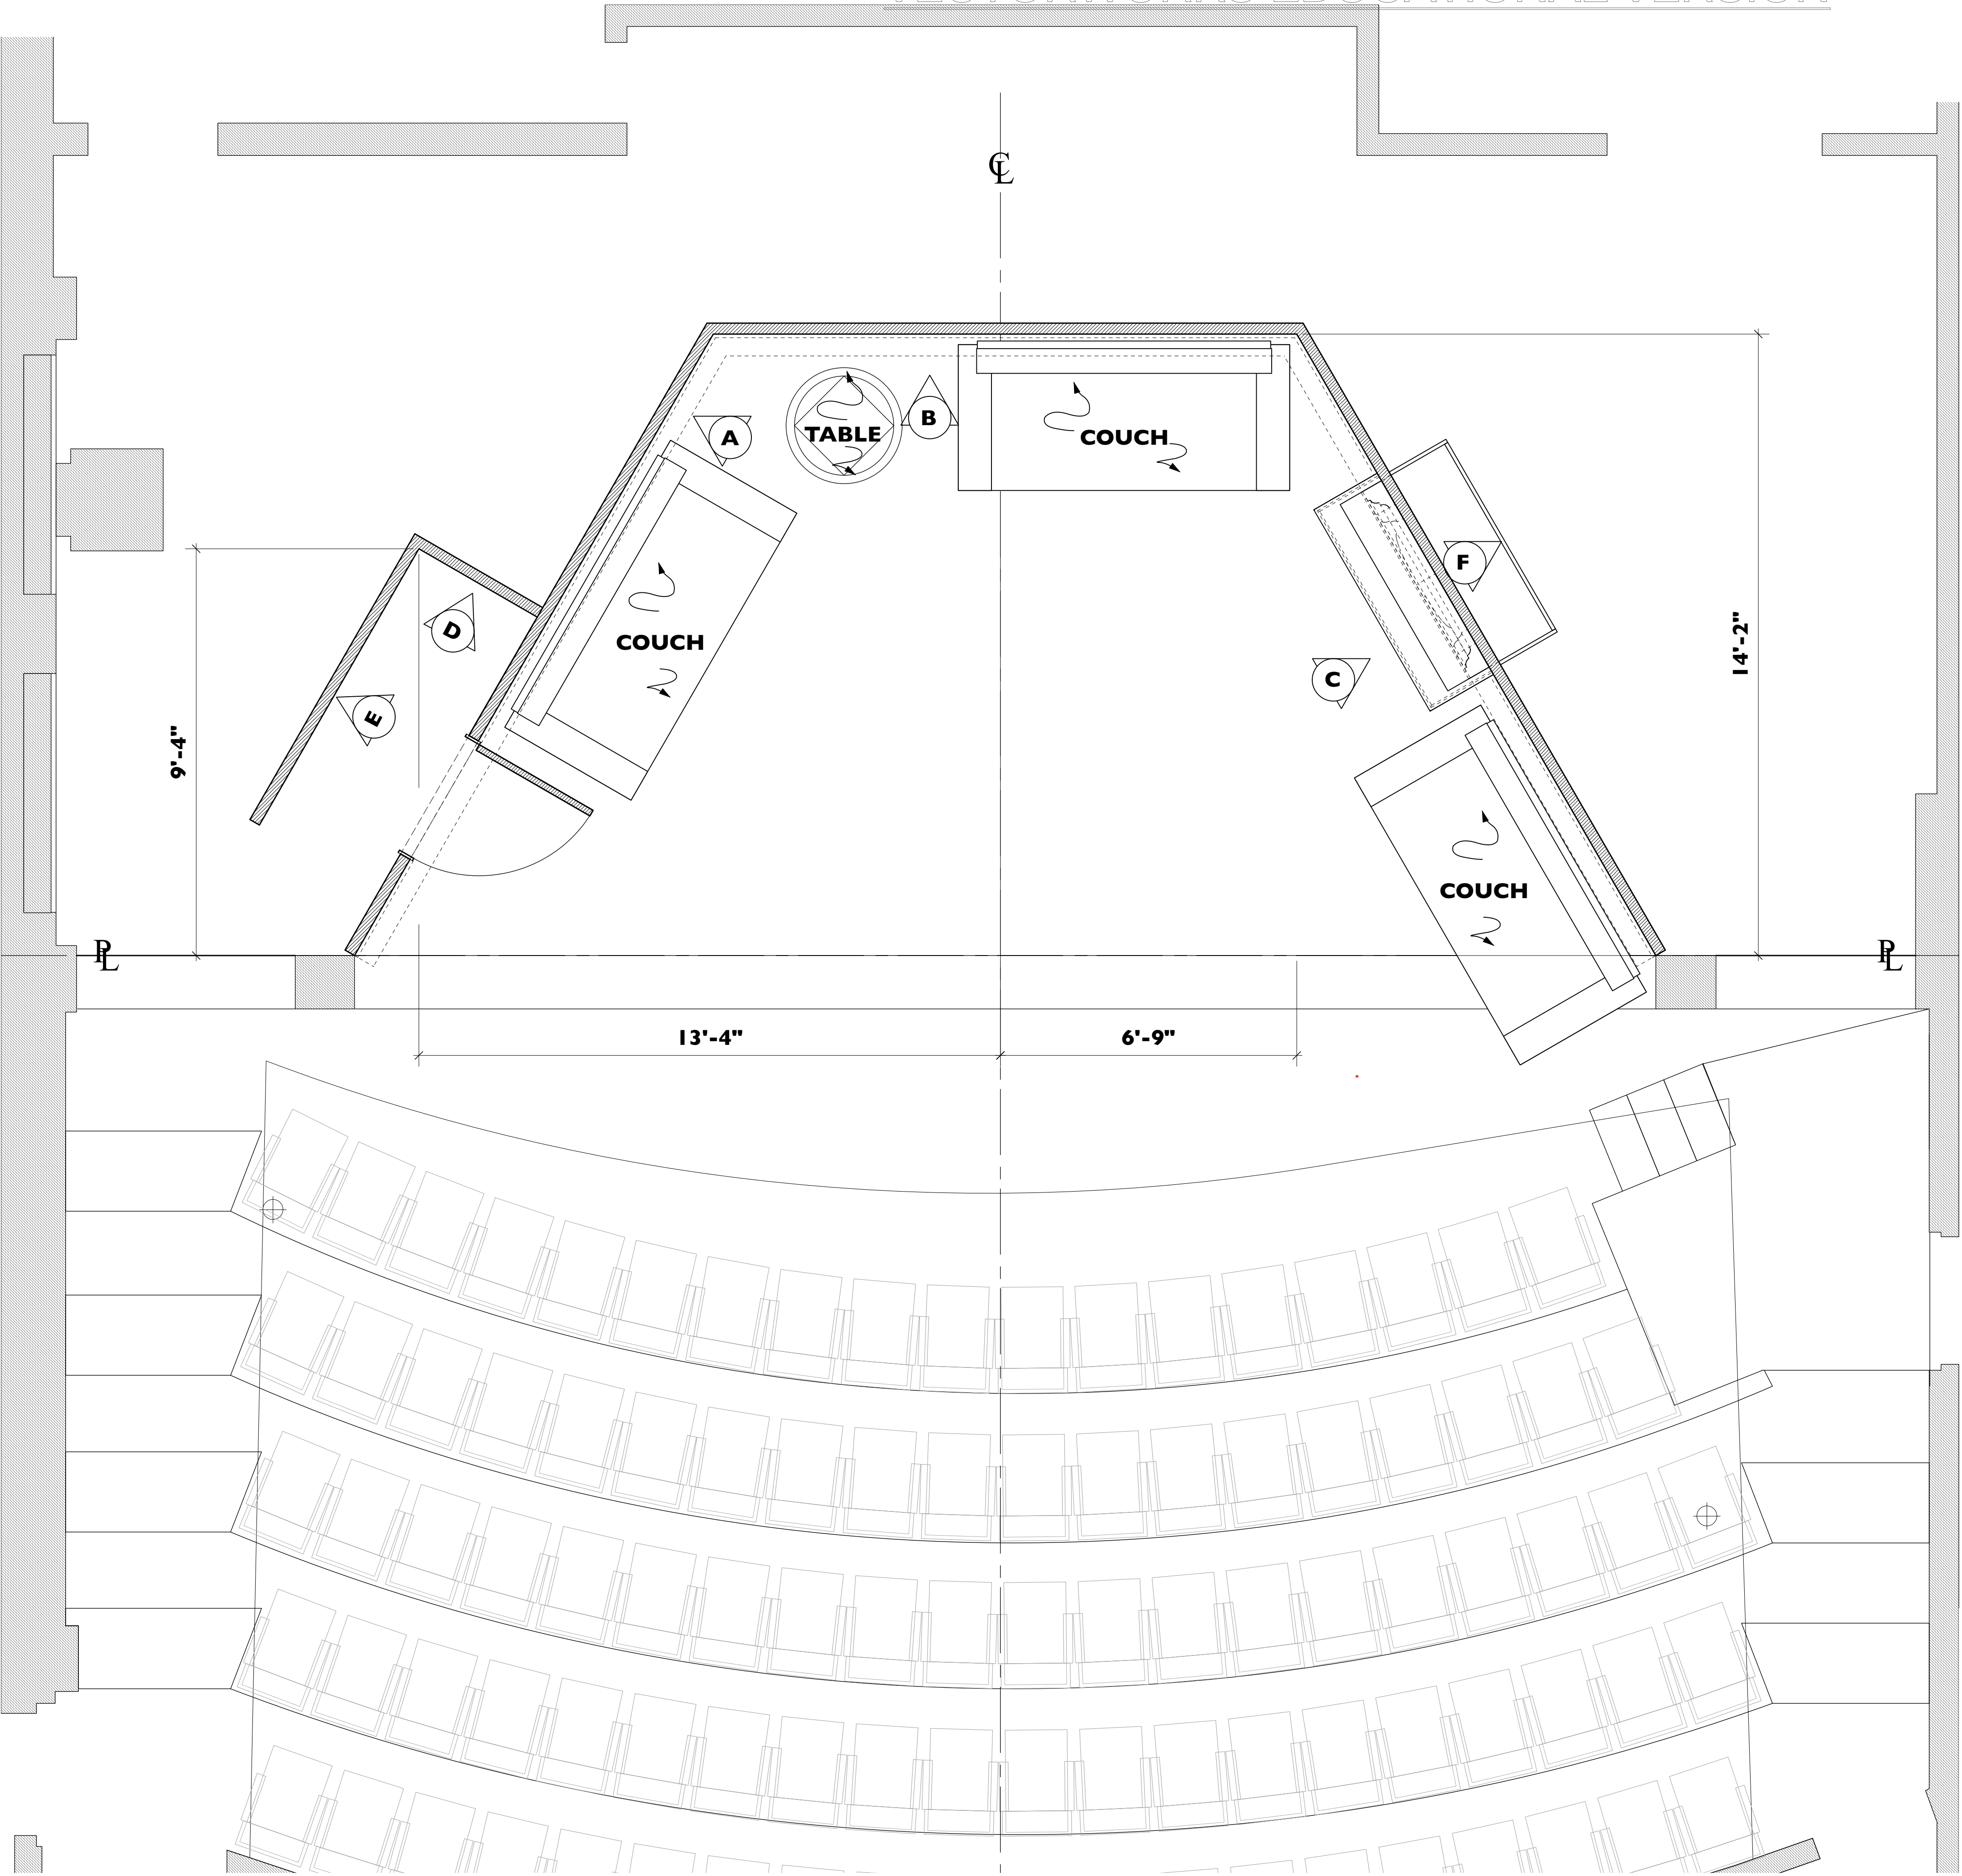 CL
A
TABLE
B
COUCH
F
D
COUCH
C
14'-2"
E
9'-4"
COUCH
PL
PL
13'-4"
6'-9"